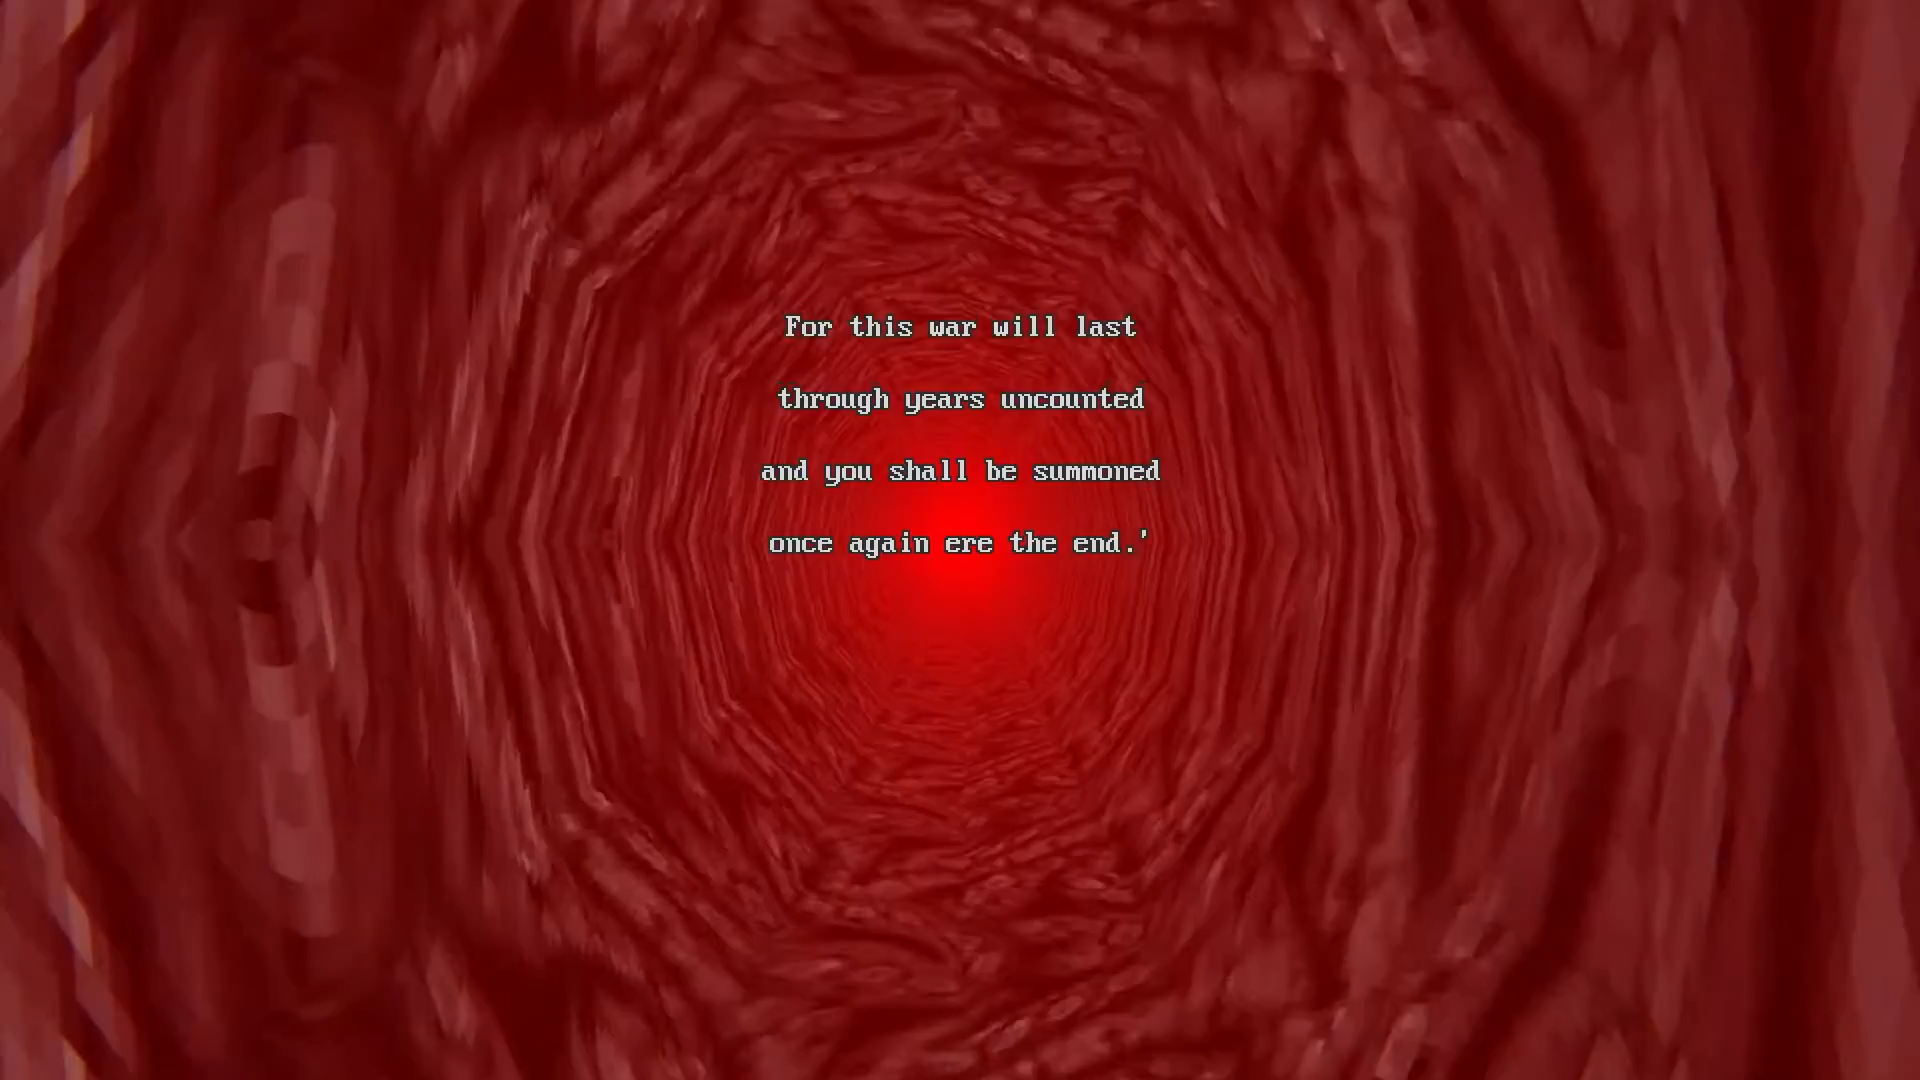 For this war will last
through years uncounted
and you shall be summoned
once again ere the end.'